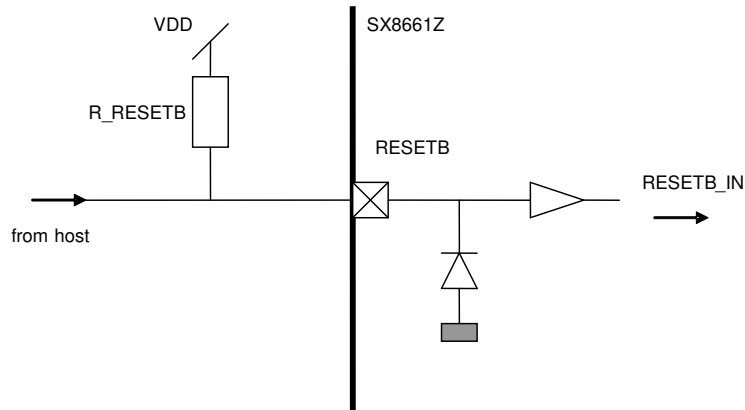 VDD
SX8661Z
R_RESETB
RESETB
RESETB_IN
from host